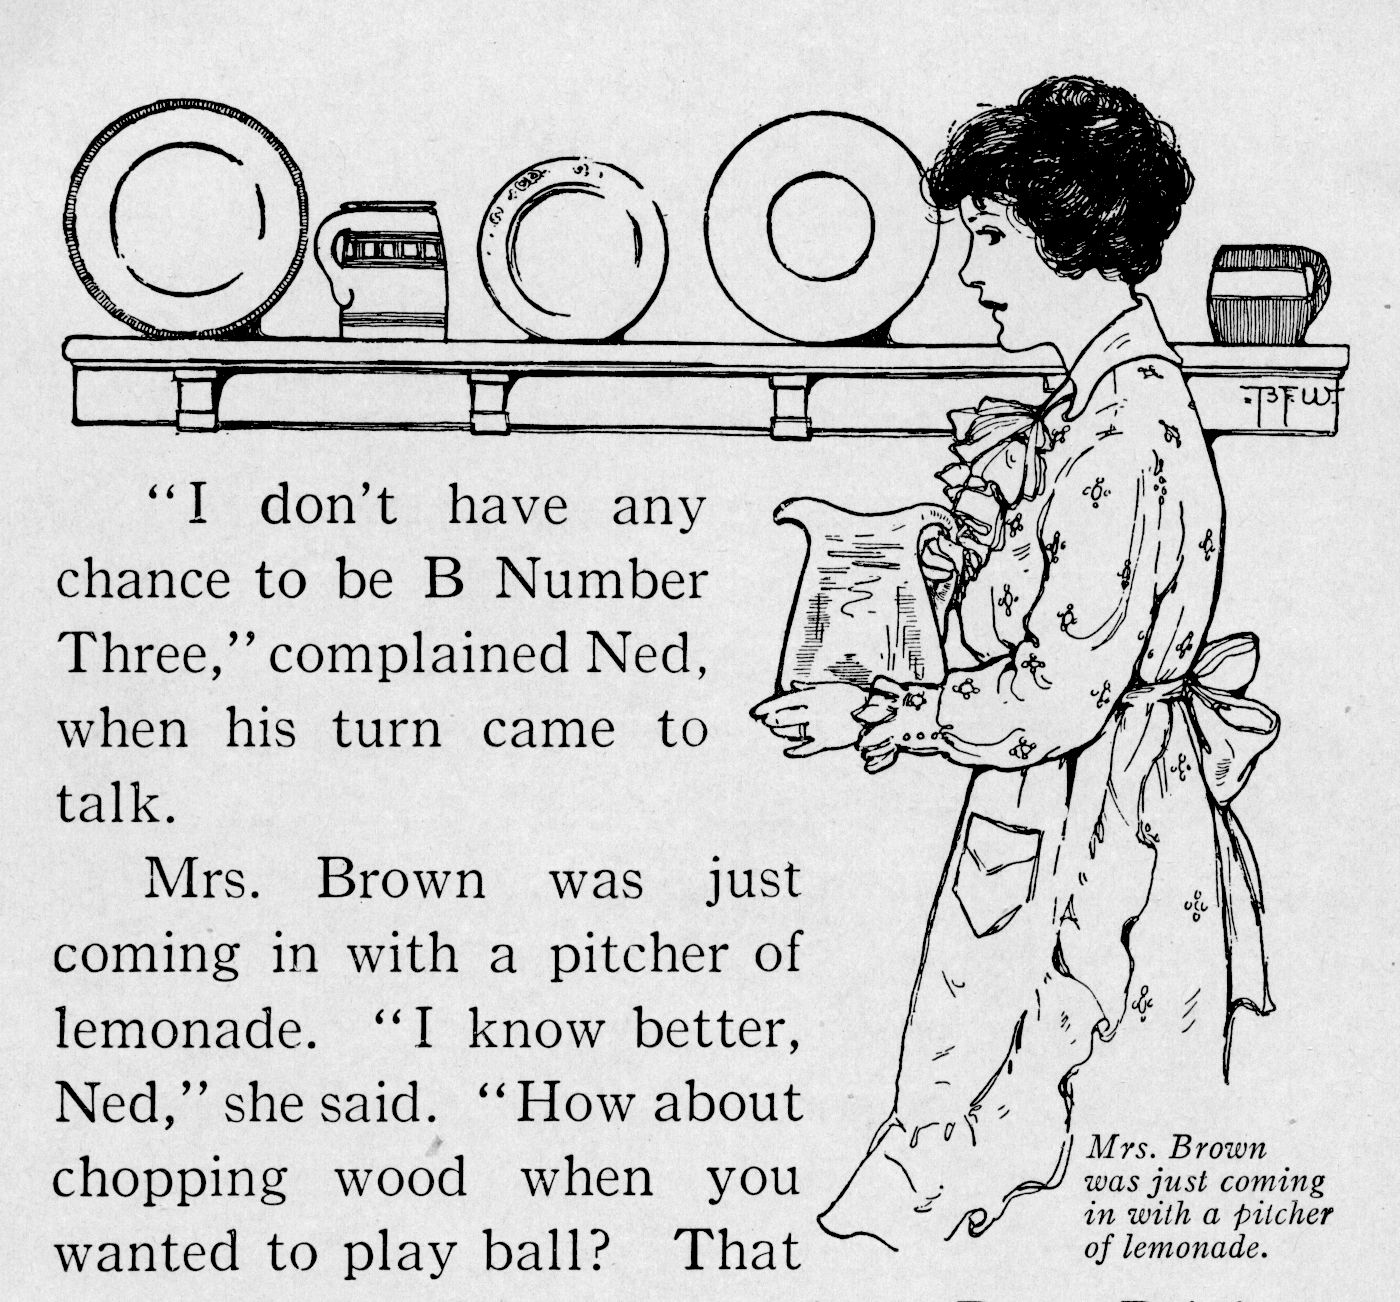 B F W
"I don't have any
chance to be B Number
Three," complained Ned,
when his turn came to
talk.
Mrs. Brown was just
coming in with a pitcher of
lemonade. "I know better,
Ned," she said. "How about
chopping wood when you
wanted to play ball? That
Mrs. Brown
was just coming
in with a pitcher
of lemonade.